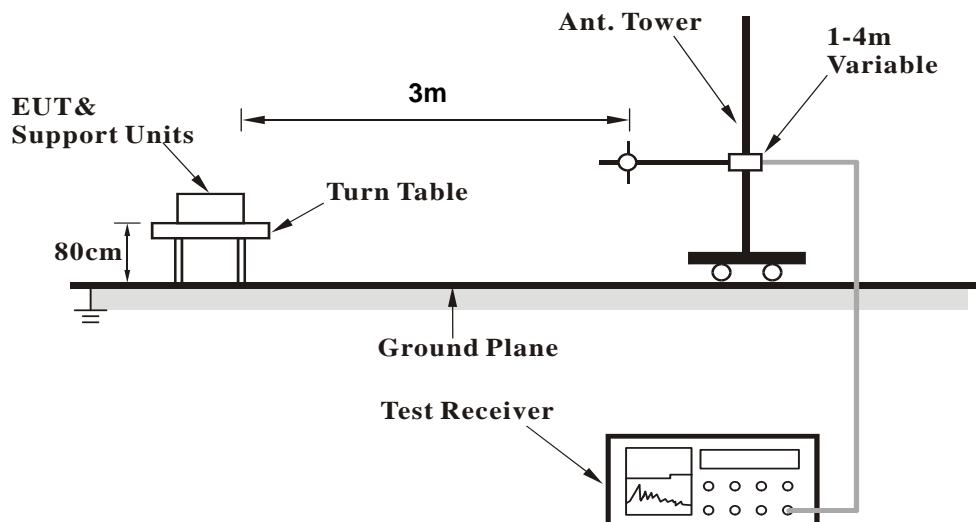 Ant. Tower
1-4m
Variable
3m
EUT&
Support Units
Turn Table
80cm
Ground Plane
Test Receiver